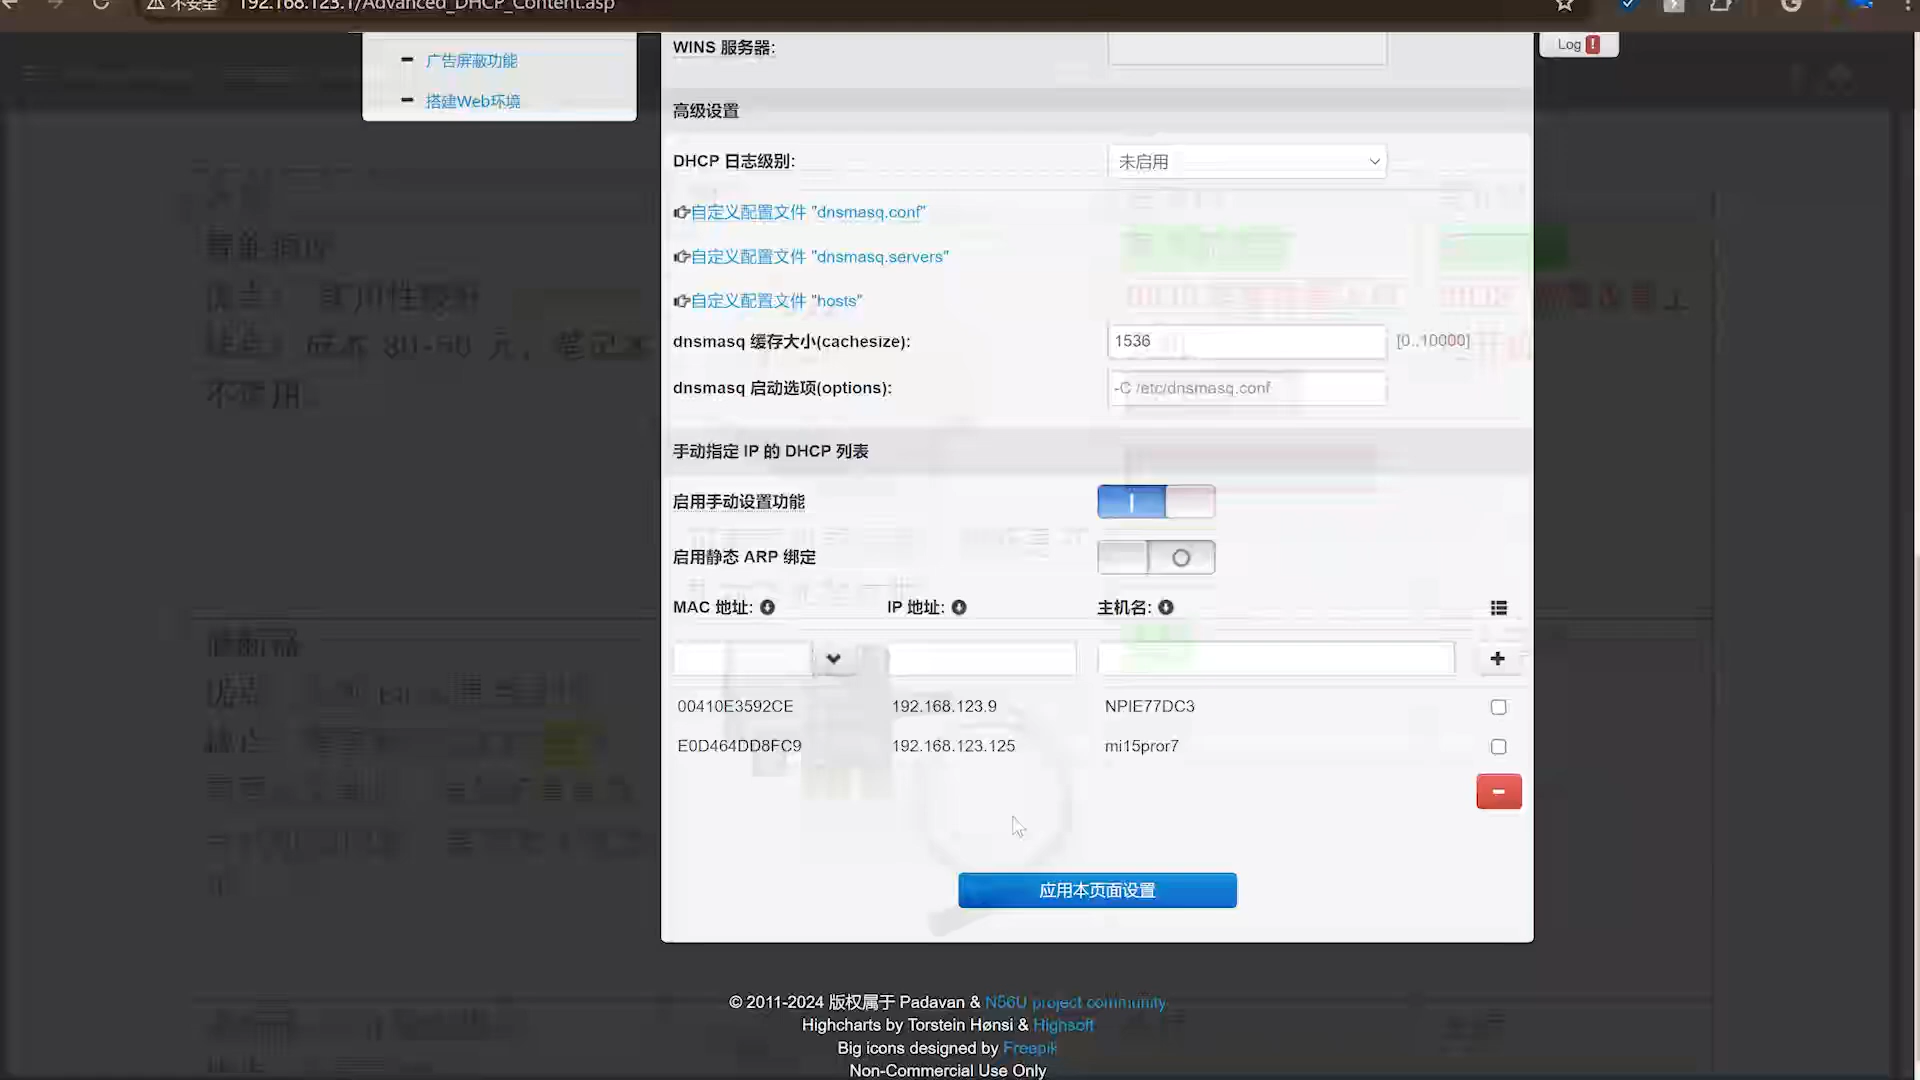 不安全 192.168.123.1/Advanced_DHCP_Content.asp
广告屏蔽功能
搭建Web环境
WINS 服务器:
Log
高级设置
DHCP 日志级别:
未启用
自定义配置文件 "dnsmasq.conf"
自定义配置文件 "dnsmasq.servers"
自定义配置文件 "hosts"
dnsmasq 缓存大小(cachesize):
1536
[0..10000]
dnsmasq 启动选项(options):
-C /etc/dnsmasq.conf
手动指定 IP 的 DHCP 列表
启用手动设置功能
启用静态 ARP 绑定
MAC 地址: IP 地址: 主机名:
00410E3592CE 192.168.123.9 NPIE77DC3
E0D464DD8FC9 192.168.123.125 mi15pror7
应用本页面设置
© 2011-2024 版权属于 Padavan & N56U project community
Highcharts by Torstein Hønsi & Highsoft
Big icons designed by Freepik
Non-Commercial Use Only